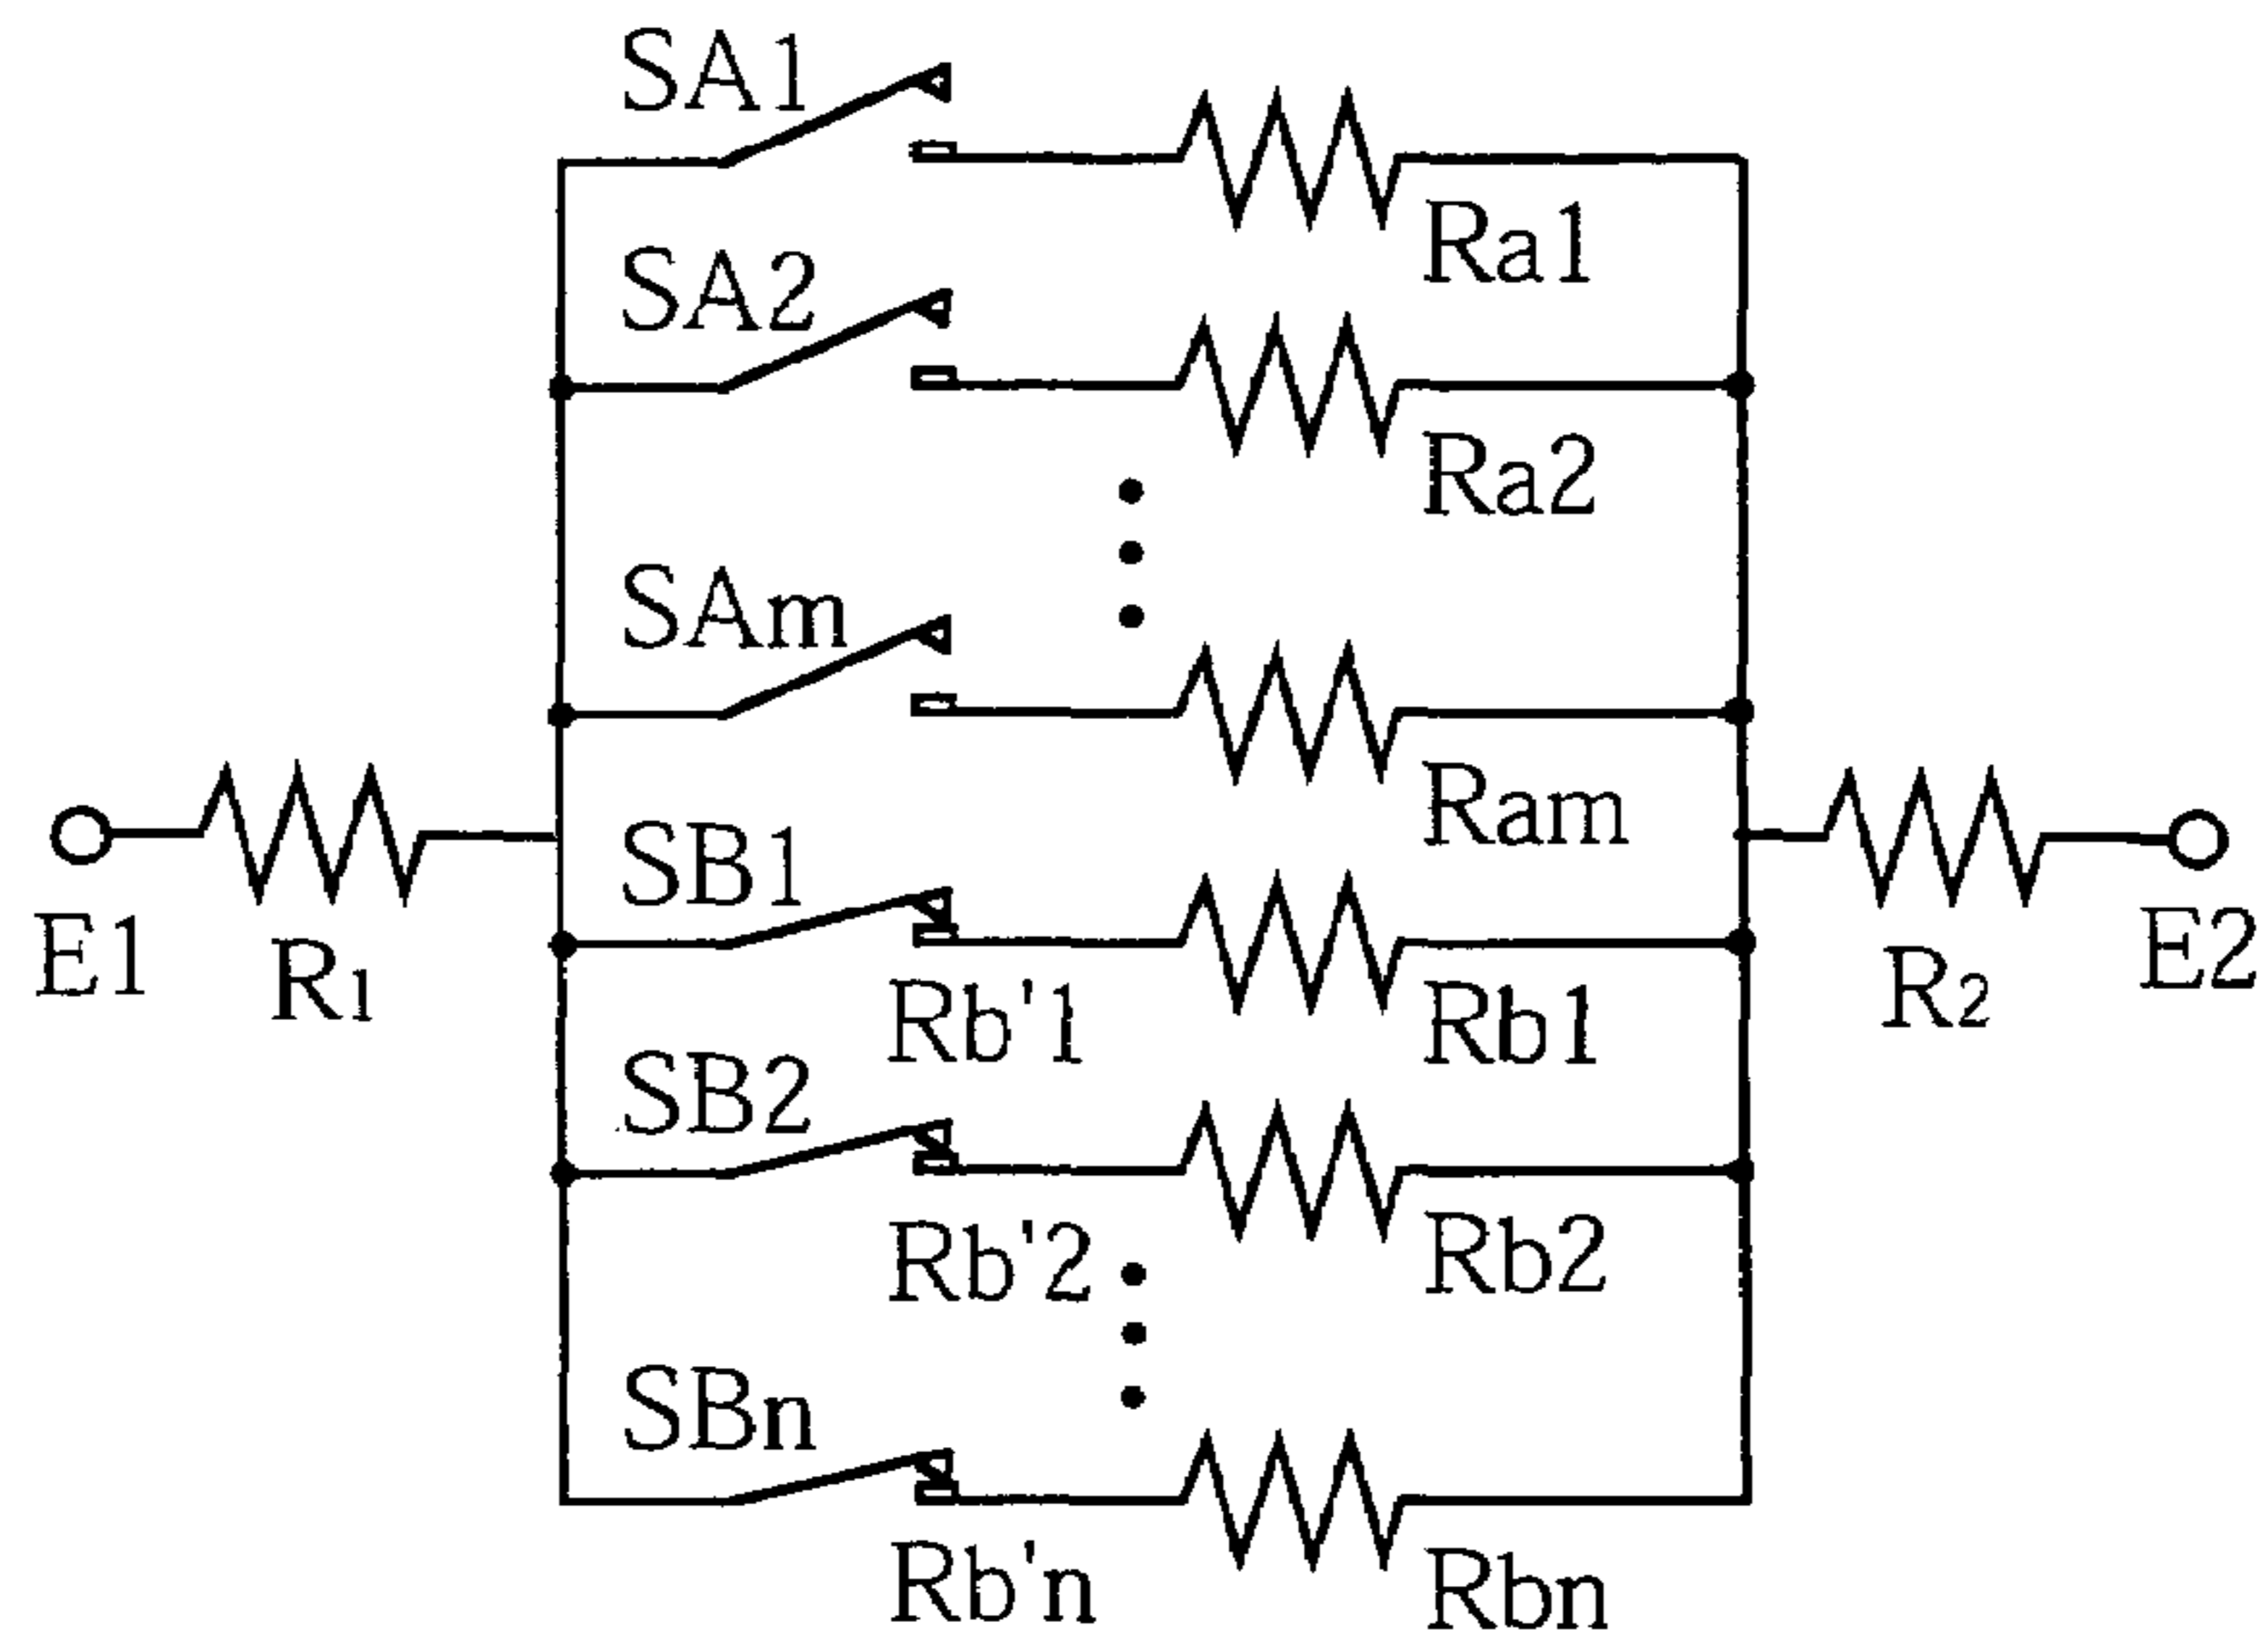 SA1
Ra1
SA2
Ra2
SAm
Ram
E1
R1
SB1
Rb'1
Rb1
R2
E2
SB2
Rb'2
Rb2
SBn
Rb'n
Rbn